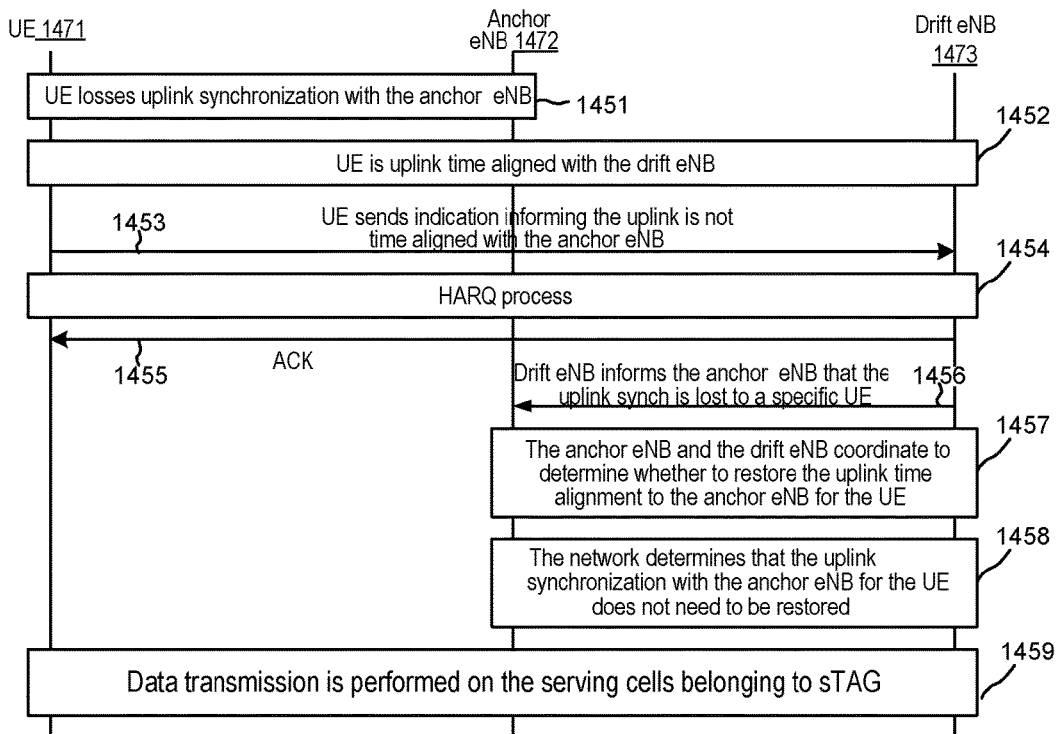 UE 1471
Anchor
eNB 1472
Drift eNB
1473
UE losses uplink synchronization with the anchor eNB
1451
1452
UE is uplink time aligned with the drift eNB
1453
UE sends indication informing the uplink is not
time aligned with the anchor eNB
1454
HARQ process
1455
ACK
Drift eNB informs the anchor eNB that the
uplink synch is lost to a specific UE
1456
1457
The anchor eNB and the drift eNB coordinate to
determine whether to restore the uplink time
alignment to the anchor eNB for the UE
1458
The network determines that the uplink
synchronization with the anchor eNB for the UE
does not need to be restored
1459
Data transmission is performed on the serving cells belonging to sTAG